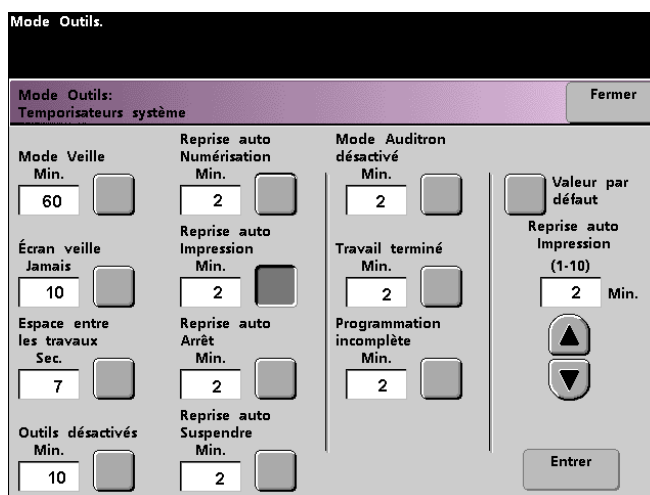 Mode Outils.
Mode Outils:
Temporisateurs système
Fermer
Mode Veille
Min.
60
Écran veille
Jamais
10
Espace entre
les travaux
Sec.
7
Outils désactivés
Min.
10
Reprise auto
Numérisation
Min.
2
Reprise auto
Impression
Min.
2
Reprise auto
Arrêt
Min.
2
Reprise auto
Suspendre
Min.
2
Mode Auditron
désactivé
Min.
2
Travail terminé
Min.
2
Programmation
incomplète
Min.
2
Valeur par
défaut
Reprise auto
Impression
(1-10)
2 Min.
Entrer